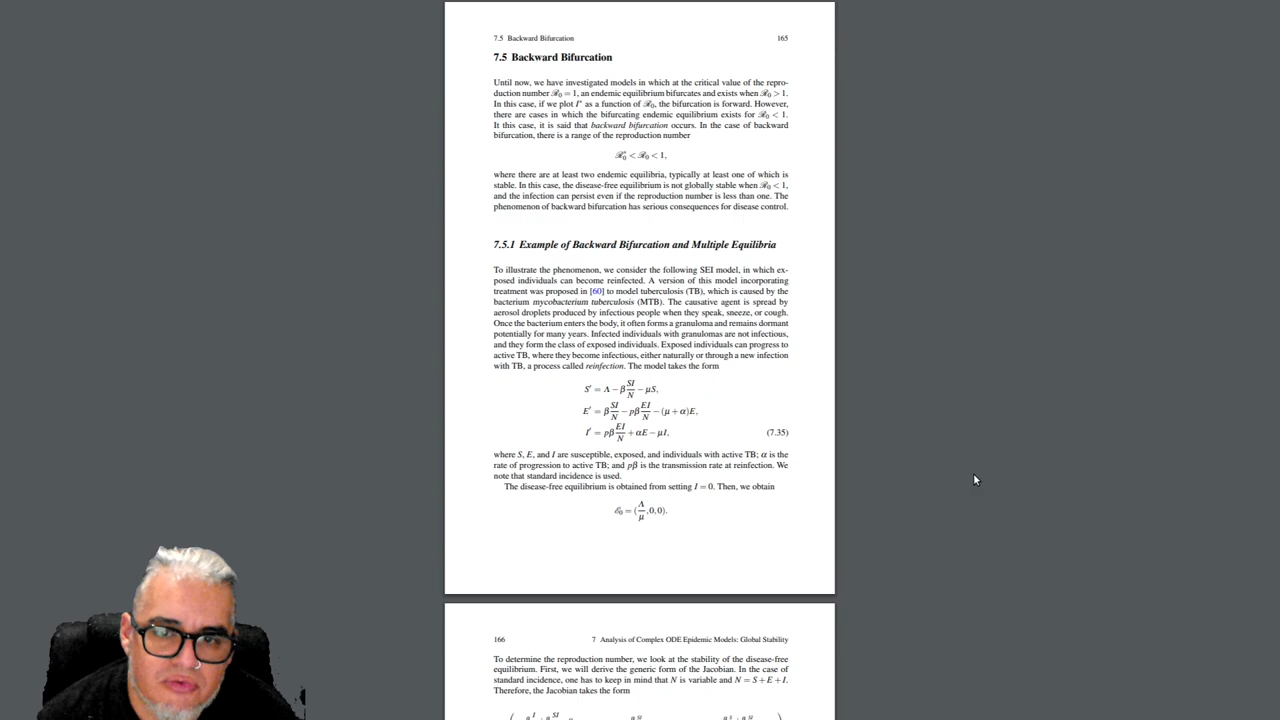 7.5 Backward Bifurcation 165
7.5 Backward Bifurcation
Until now, we have investigated models in which at the critical value of the repro-
duction number ℛ₀ = 1, an endemic equilibrium bifurcates and exists when ℛ₀ > 1.
In this case, if we plot I* as a function of ℛ₀, the bifurcation is forward. However,
there are cases in which the bifurcating endemic equilibrium exists for ℛ₀ < 1.
It this case, it is said that backward bifurcation occurs. In the case of backward
bifurcation, there is a range of the reproduction number
ℛ₀* < ℛ₀ < 1,
where there are at least two endemic equilibria, typically at least one of which is
stable. In this case, the disease-free equilibrium is not globally stable when ℛ₀ < 1,
and the infection can persist even if the reproduction number is less than one. The
phenomenon of backward bifurcation has serious consequences for disease control.
7.5.1 Example of Backward Bifurcation and Multiple Equilibria
To illustrate the phenomenon, we consider the following SEI model, in which ex-
posed individuals can become reinfected. A version of this model incorporating
treatment was proposed in [60] to model tuberculosis (TB), which is caused by the
bacterium mycobacterium tuberculosis (MTB). The causative agent is spread by
aerosol droplets produced by infectious people when they speak, sneeze, or cough.
Once the bacterium enters the body, it often forms a granuloma and remains dormant
potentially for many years. Infected individuals with granulomas are not infectious,
and they form the class of exposed individuals. Exposed individuals can progress to
active TB, where they become infectious, either naturally or through a new infection
with TB, a process called reinfection. The model takes the form
S′ = Λ − β SI/N − μS,
E′ = β SI/N − pβ EI/N − (μ + α)E,
I′ = pβ EI/N + αE − μI, (7.35)
where S, E, and I are susceptible, exposed, and individuals with active TB; α is the
rate of progression to active TB; and pβ is the transmission rate at reinfection. We
note that standard incidence is used.
The disease-free equilibrium is obtained from setting I = 0. Then, we obtain
ℰ₀ = (Λ/μ, 0, 0).
166 7 Analysis of Complex ODE Epidemic Models: Global Stability
To determine the reproduction number, we look at the stability of the disease-free
equilibrium. First, we will derive the generic form of the Jacobian. In the case of
standard incidence, one has to keep in mind that N is variable and N = S + E + I.
Therefore, the Jacobian takes the form